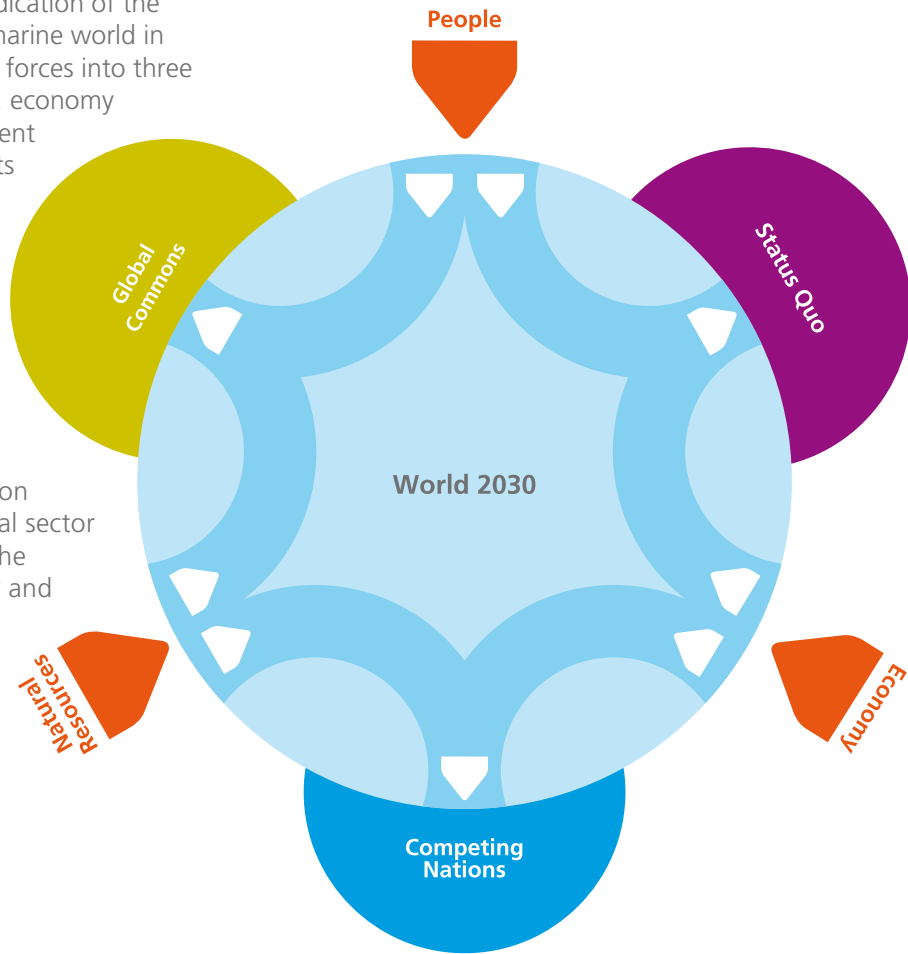 dication of the
marine world in
forces into three
economy
ent
ts
People
Global
Commons
Status Quo
World 2030
on
al sector
he
and
Natural
Resources
Economy
Competing
Nations